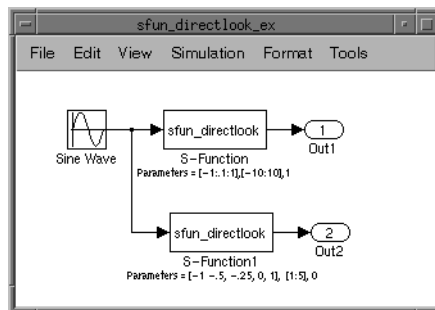 sfun_directlook_ex
File Edit View Simulation Format Tools
sfun_directlook
1
Sine Wave
S-Function
Out1
Parameters = [-1:.1:1],[-10:10],1
sfun_directlook
2
S-Function1
Out2
Parameters = [-1 -.5, -.25, 0, 1], [1:5], 0